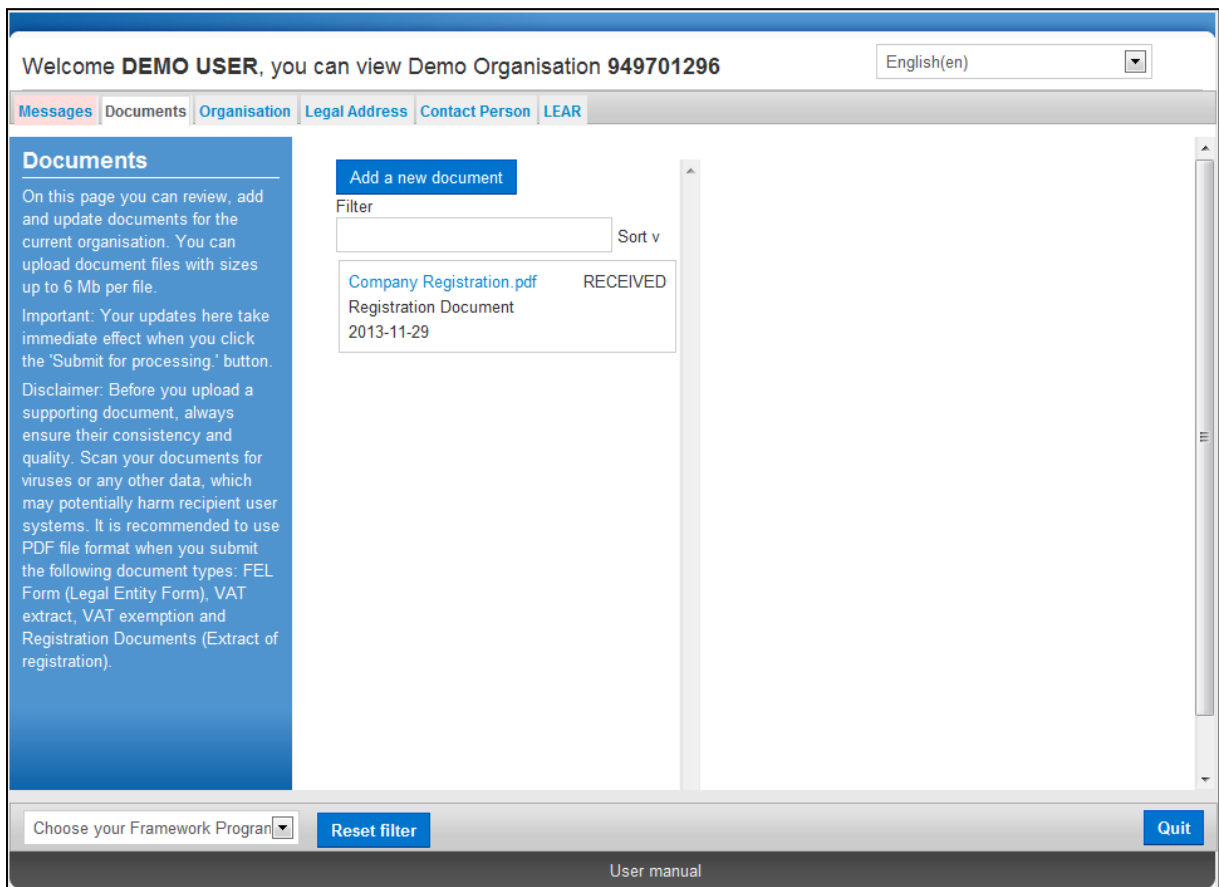 Welcome DEMO USER, you can view Demo Organisation 949701296
English(en)
Messages Documents Organisation Legal Address Contact Person LEAR
Documents
On this page you can review, add
and update documents for the
current organisation. You can
upload document files with sizes
up to 6 Mb per file.
Important: Your updates here take
immediate effect when you click
the 'Submit for processing.' button.
Disclaimer: Before you upload a
supporting document, always
ensure their consistency and
quality. Scan your documents for
viruses or any other data, which
may potentially harm recipient user
systems. It is recommended to use
PDF file format when you submit
the following document types: FEL
Form (Legal Entity Form), VAT
extract, VAT exemption and
Registration Documents (Extract of
registration).
Add a new document
Filter
Sort v
Company Registration.pdf RECEIVED
Registration Document
2013-11-29
Choose your Framework Progran
Reset filter
Quit
User manual